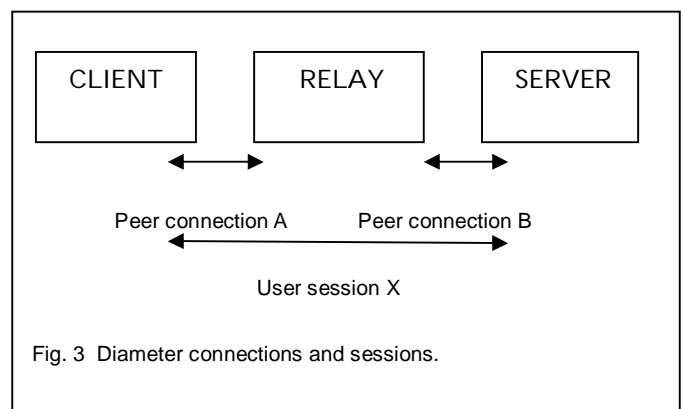 CLIENT RELAY SERVER
Peer connection A Peer connection B
User session X
Fig. 3 Diameter connections and sessions.